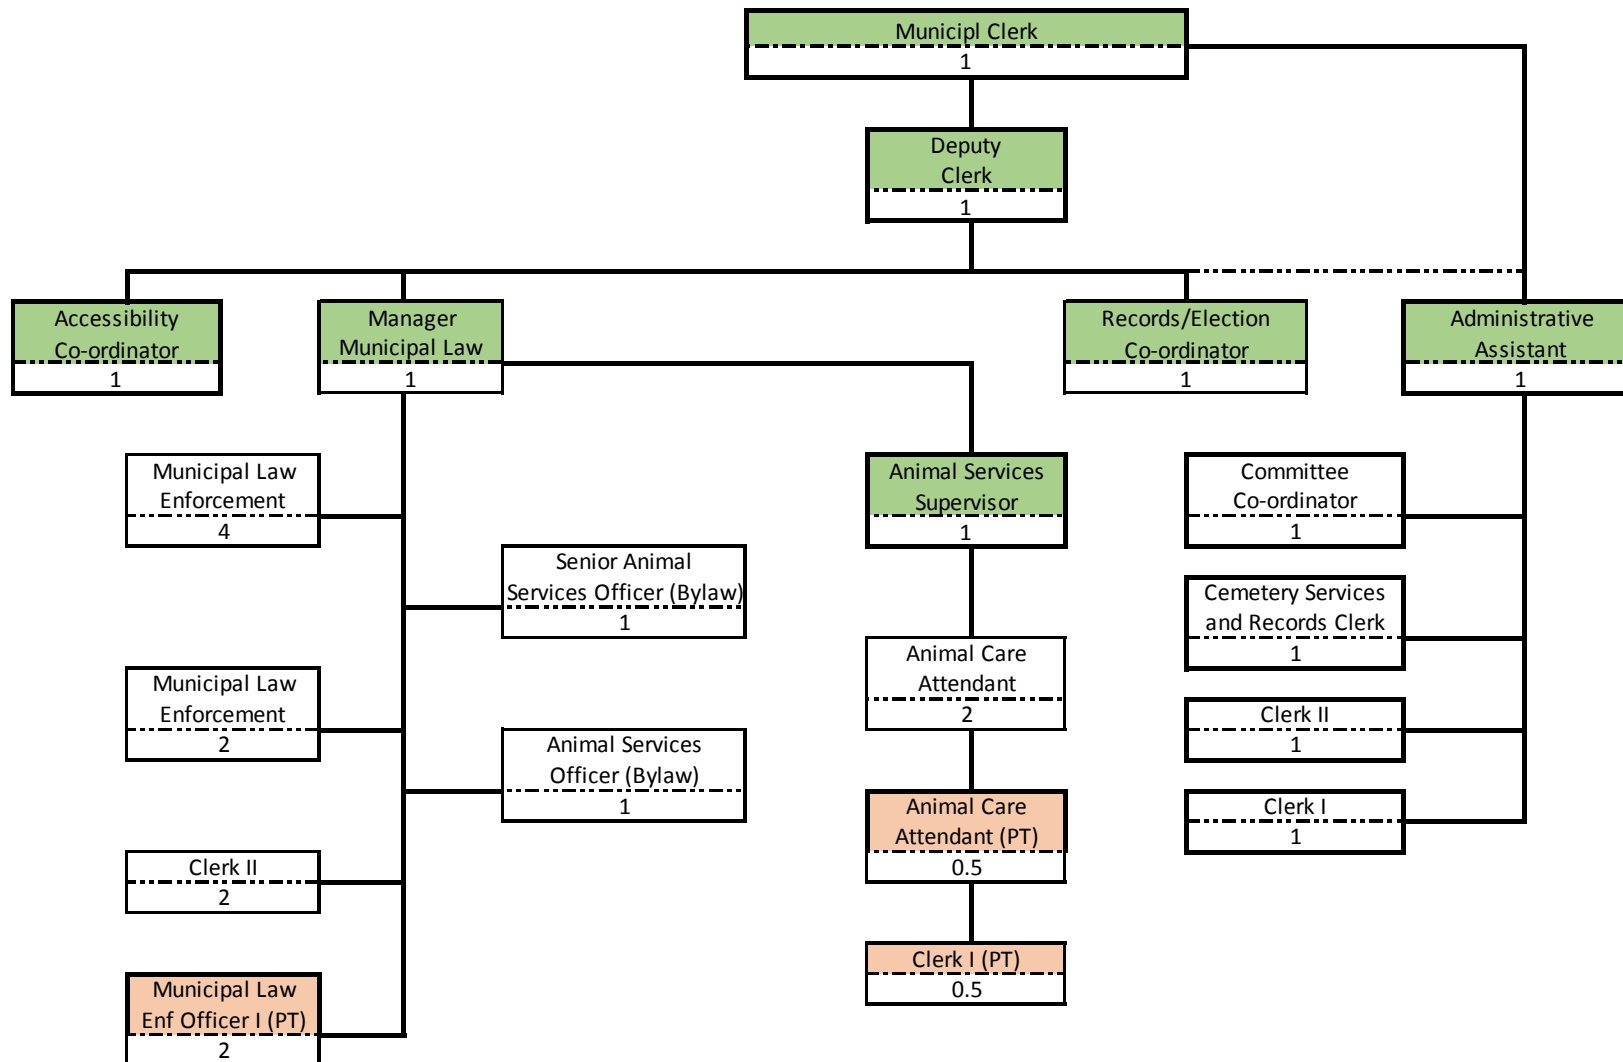 Municipl Clerk
1
Deputy
Clerk
1
Accessibility
Co-ordinator
1
Manager
Municipal Law
1
Records/Election
Co-ordinator
1
Administrative
Assistant
1
Municipal Law
Enforcement
4
Senior Animal
Services Officer (Bylaw)
1
Municipal Law
Enforcement
2
Animal Services
Officer (Bylaw)
1
Clerk II
2
Municipal Law
Enf Officer I (PT)
2
Animal Services
Supervisor
1
Animal Care
Attendant
2
Animal Care
Attendant (PT)
0.5
Clerk I (PT)
0.5
Committee
Co-ordinator
1
Cemetery Services
and Records Clerk
1
Clerk II
1
Clerk I
1